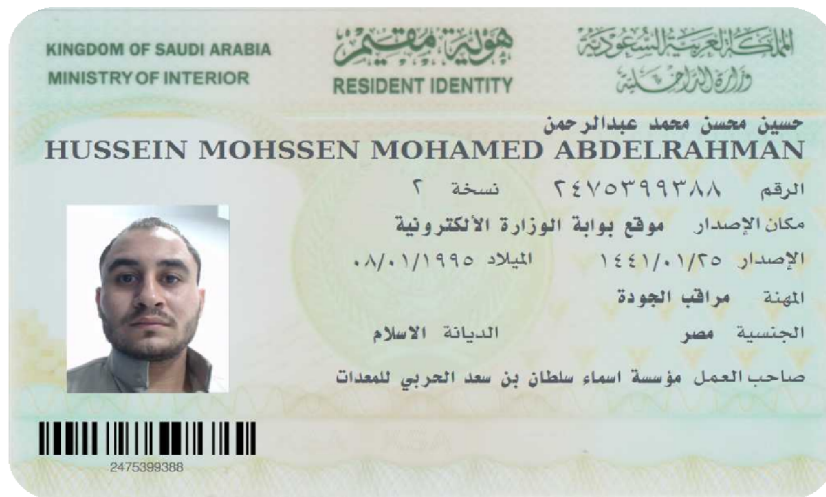 KINGDOM OF SAUDI ARABIA
MINISTRY OF INTERIOR
هوية مقيم
RESIDENT IDENTITY
المملكة العربية السعودية
وزارة الداخلية
حسين محسن محمد عبدالرحمن
HUSSEIN MOHSSEN MOHAMED ABDELRAHMAN
الرقم ٢٤٧٥٣٩٩٣٨٨ نسخة ٢
مكان الإصدار موقع بوابة الوزارة الألكترونية
الإصدار ١٤٤١/٠١/٢٥ الميلاد ٠٨/٠١/١٩٩٥
المهنة مراقب الجودة
الجنسية مصر الديانة الاسلام
صاحب العمل مؤسسة اسماء سلطان بن سعد الحربي للمعدات
2475399388